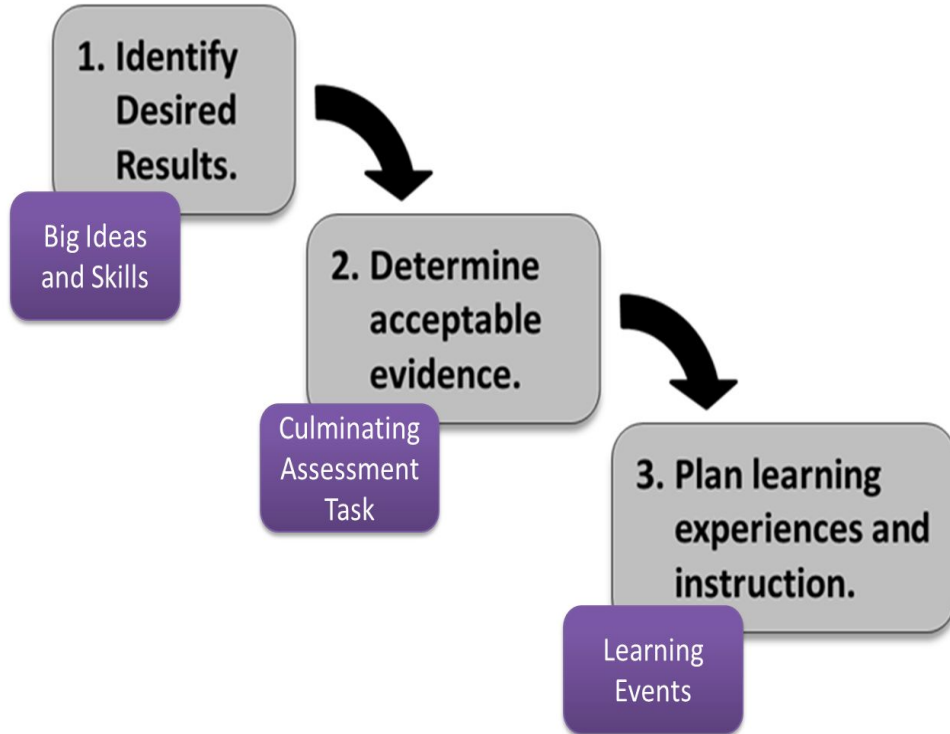 1. Identify
Desired
Results.
Big Ideas
and Skills
2. Determine
acceptable
evidence.
Culminating
Assessment
Task
3. Plan learning
experiences and
instruction.
Learning
Events